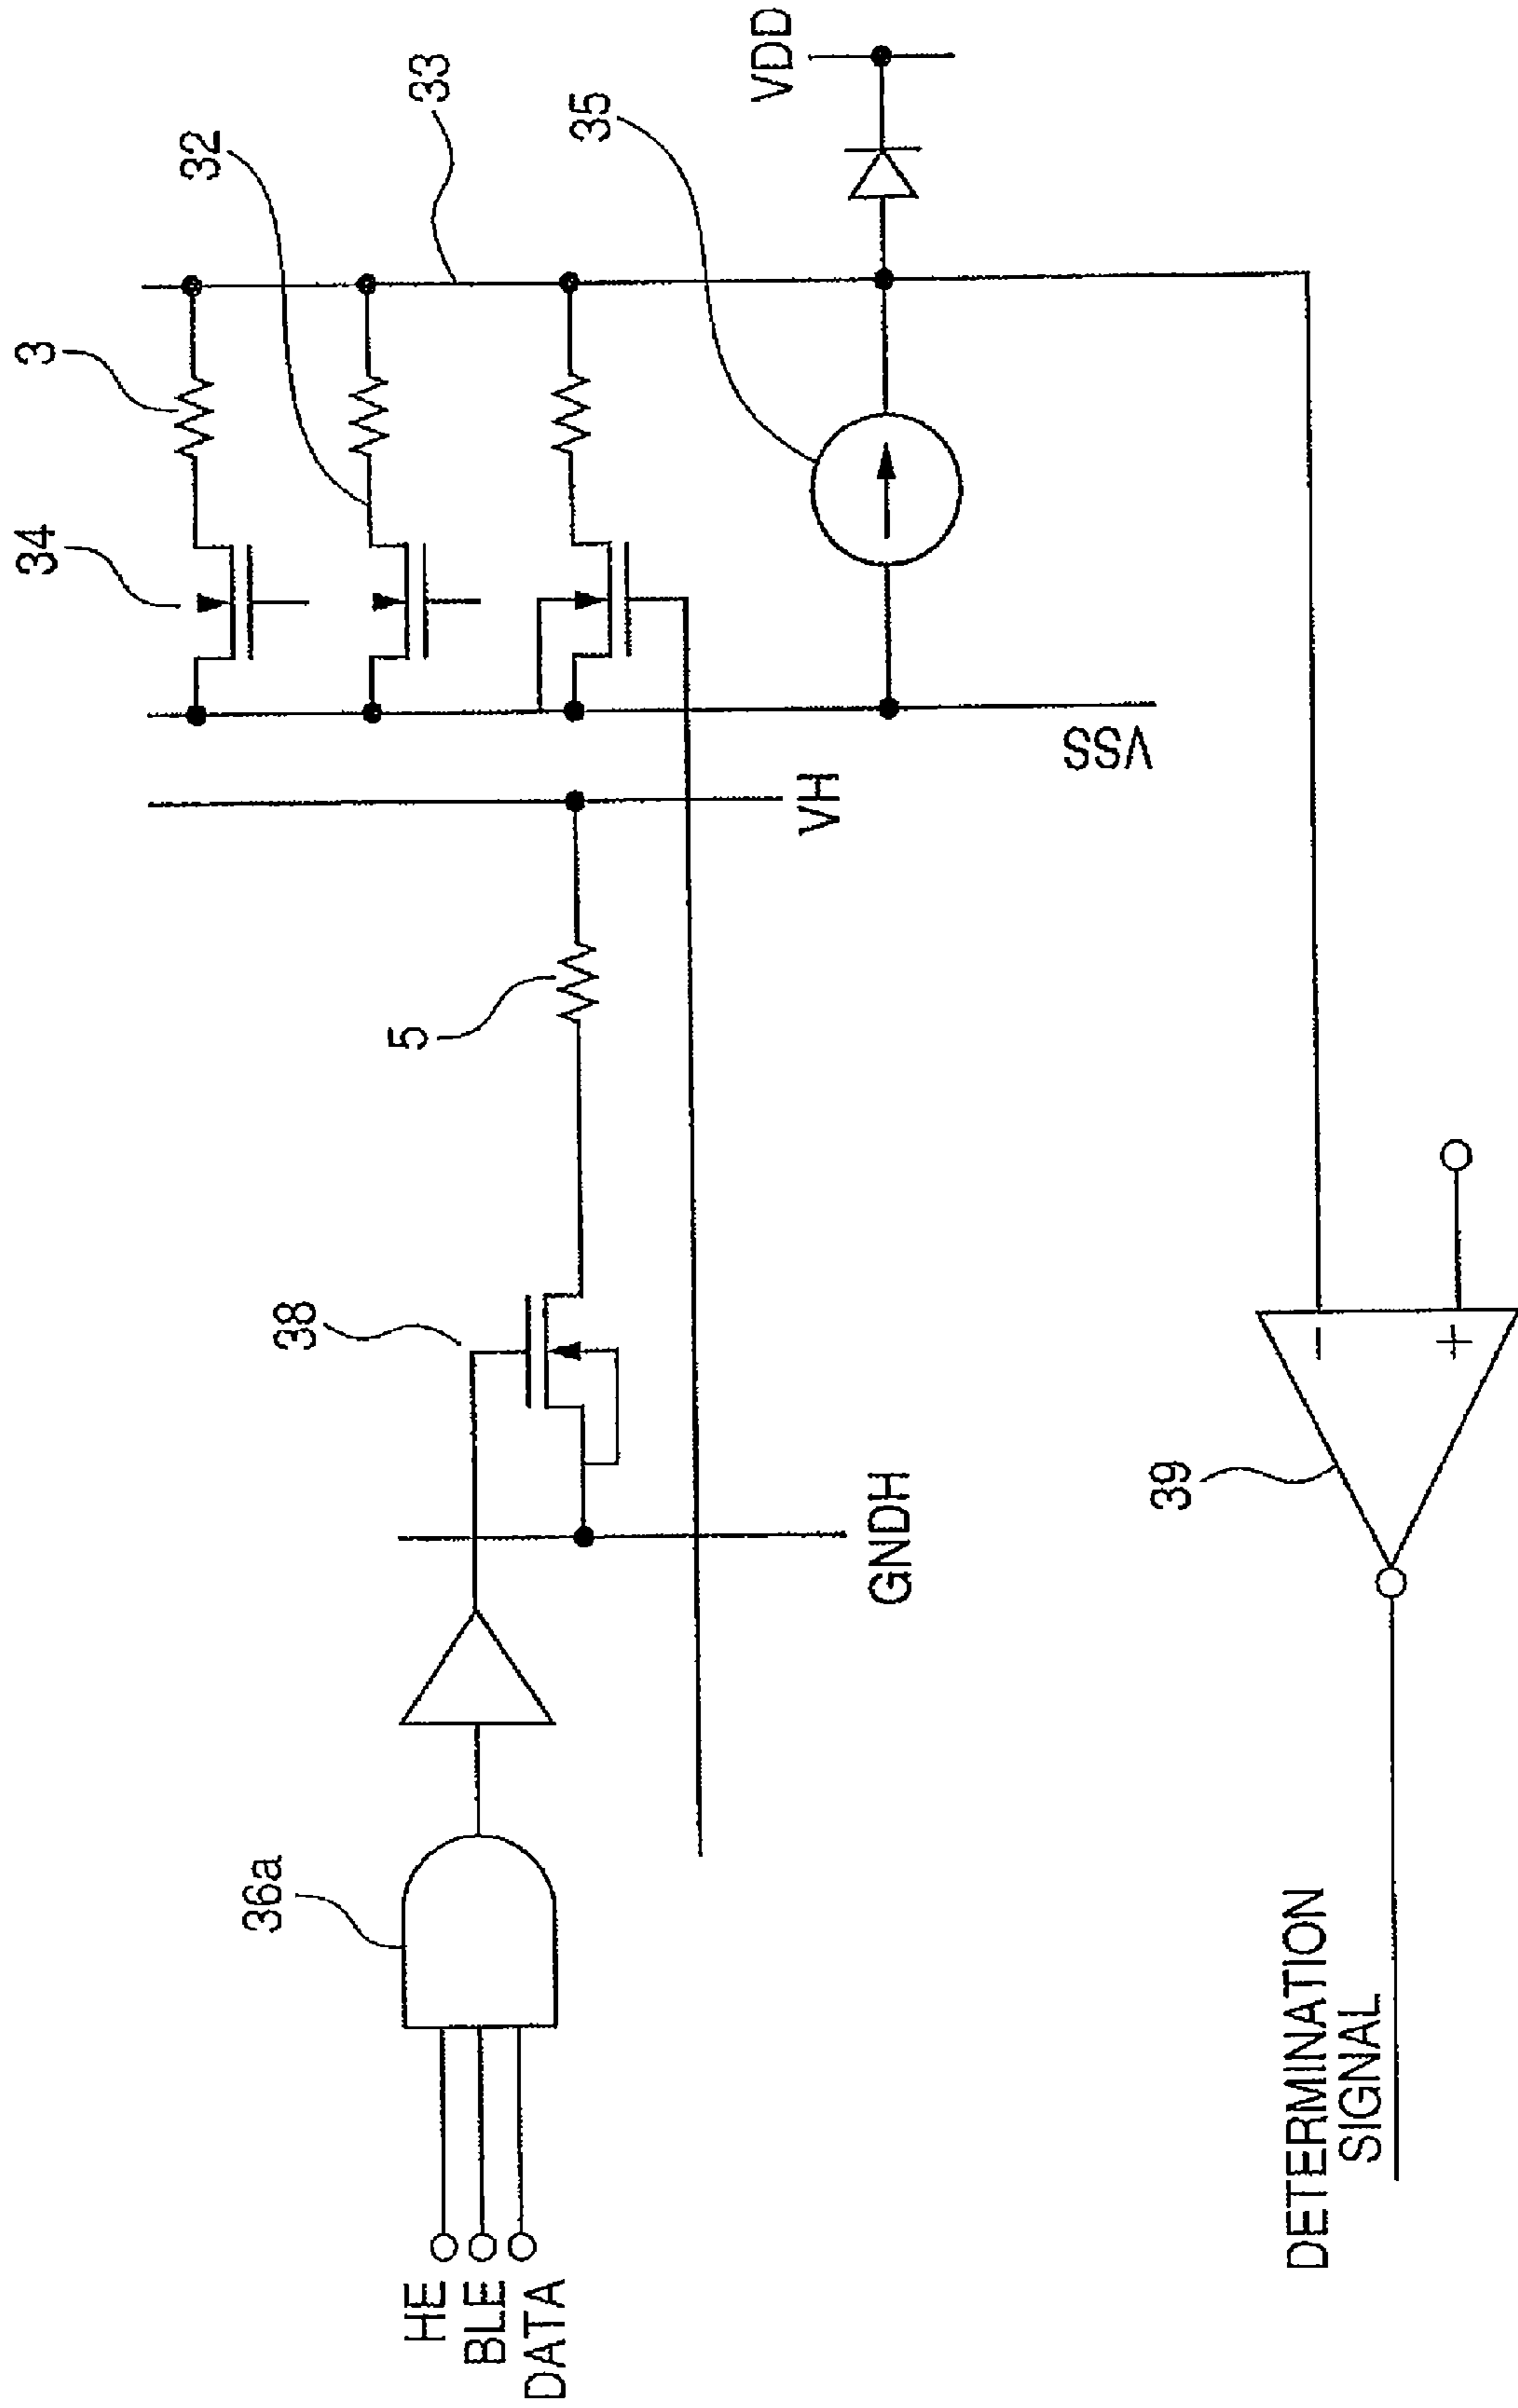 HE
BLE
DATA
36a
38
5
GNDH
VH
34
3
32
33
35
VDD
VSS
39
-
+
DETERMINATION
SIGNAL